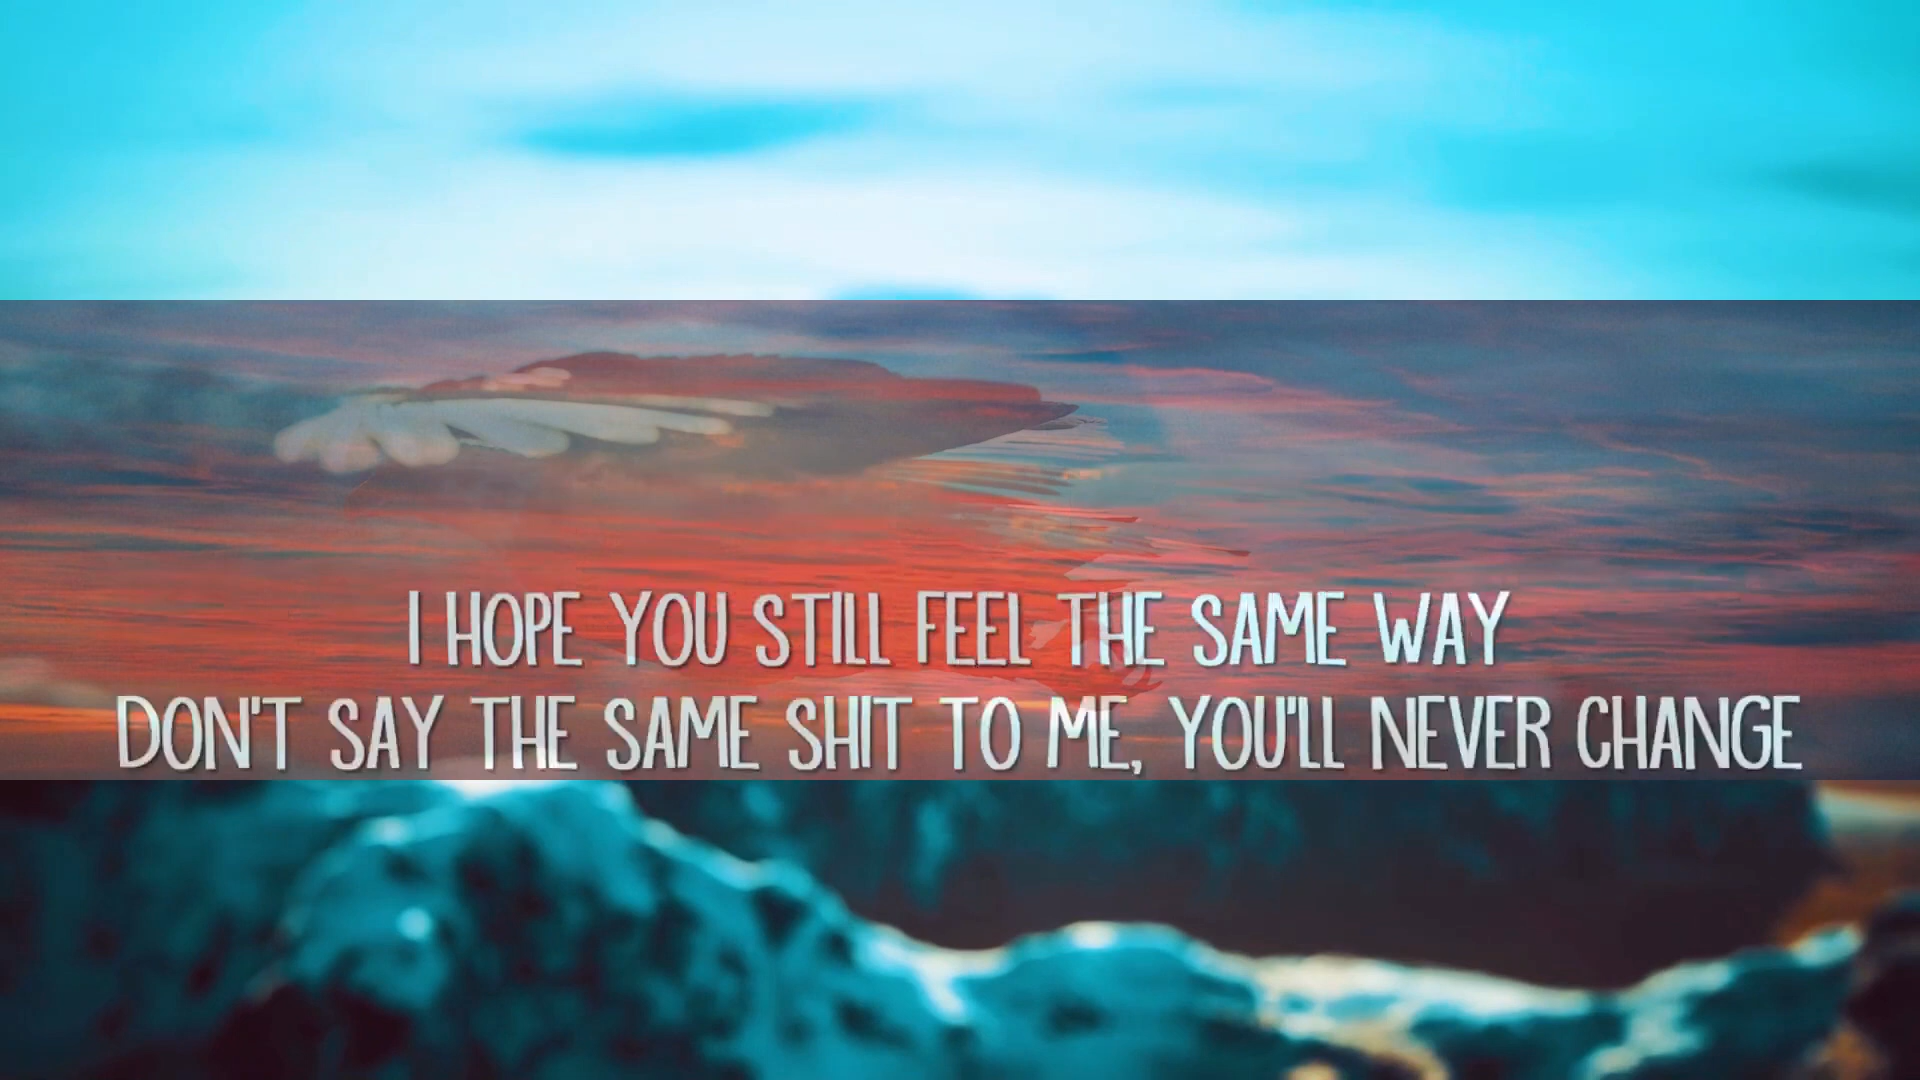 I HOPE YOU STILL FEEL THE SAME WAY
DON'T SAY THE SAME SHIT TO ME, YOU'LL NEVER CHANGE